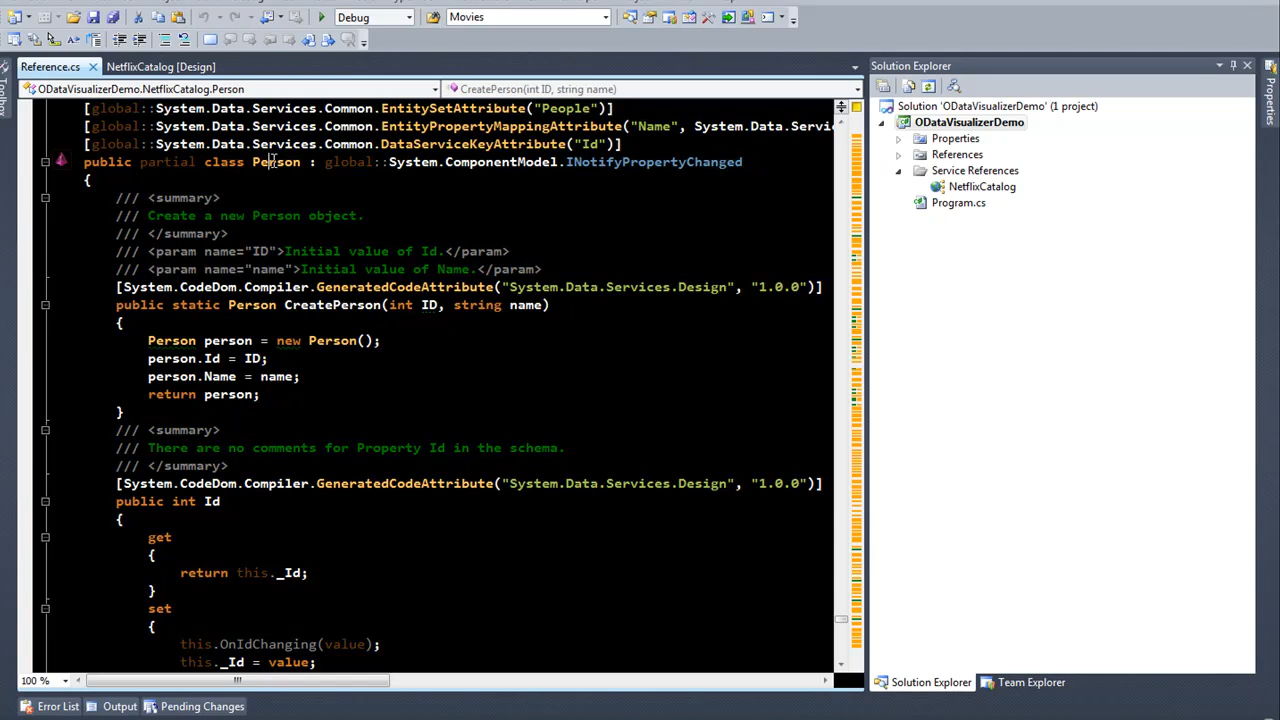 Debug
Movies
Reference.cs
NetflixCatalog [Design]
ODataVisualizerDemo.NetflixCatalog.Person
CreatePerson(int ID, string name)
[global::System.Data.Services.Common.EntitySetAttribute("People")]
[global::System.Data.Services.Common.EntityPropertyMappingAttribute("Name", System.Data.Servic
[global::System.Data.Services.Common.DataServiceKeyAttribute("Id")]
public partial class Person : global::System.ComponentModel.INotifyPropertyChanged
{
/// <summary>
/// Create a new Person object.
/// </summary>
/// <param name="ID">Initial value of Id.</param>
/// <param name="name">Initial value of Name.</param>
[System.CodeDom.Compiler.GeneratedCodeAttribute("System.Data.Services.Design", "1.0.0")]
public static Person CreatePerson(int ID, string name)
{
Person person = new Person();
person.Id = ID;
person.Name = name;
return person;
}
/// <summary>
/// There are no comments for Property Id in the schema.
/// </summary>
[System.CodeDom.Compiler.GeneratedCodeAttribute("System.Data.Services.Design", "1.0.0")]
public int Id
{
get
{
return this._Id;
}
set
{
this.OnIdChanging(value);
this._Id = value;
100 %
Error List
Output
Pending Changes
Toolbox
Solution Explorer
Solution 'ODataVisualizerDemo' (1 project)
ODataVisualizerDemo
Properties
References
Service References
NetflixCatalog
Program.cs
Solution Explorer
Team Explorer
Properties